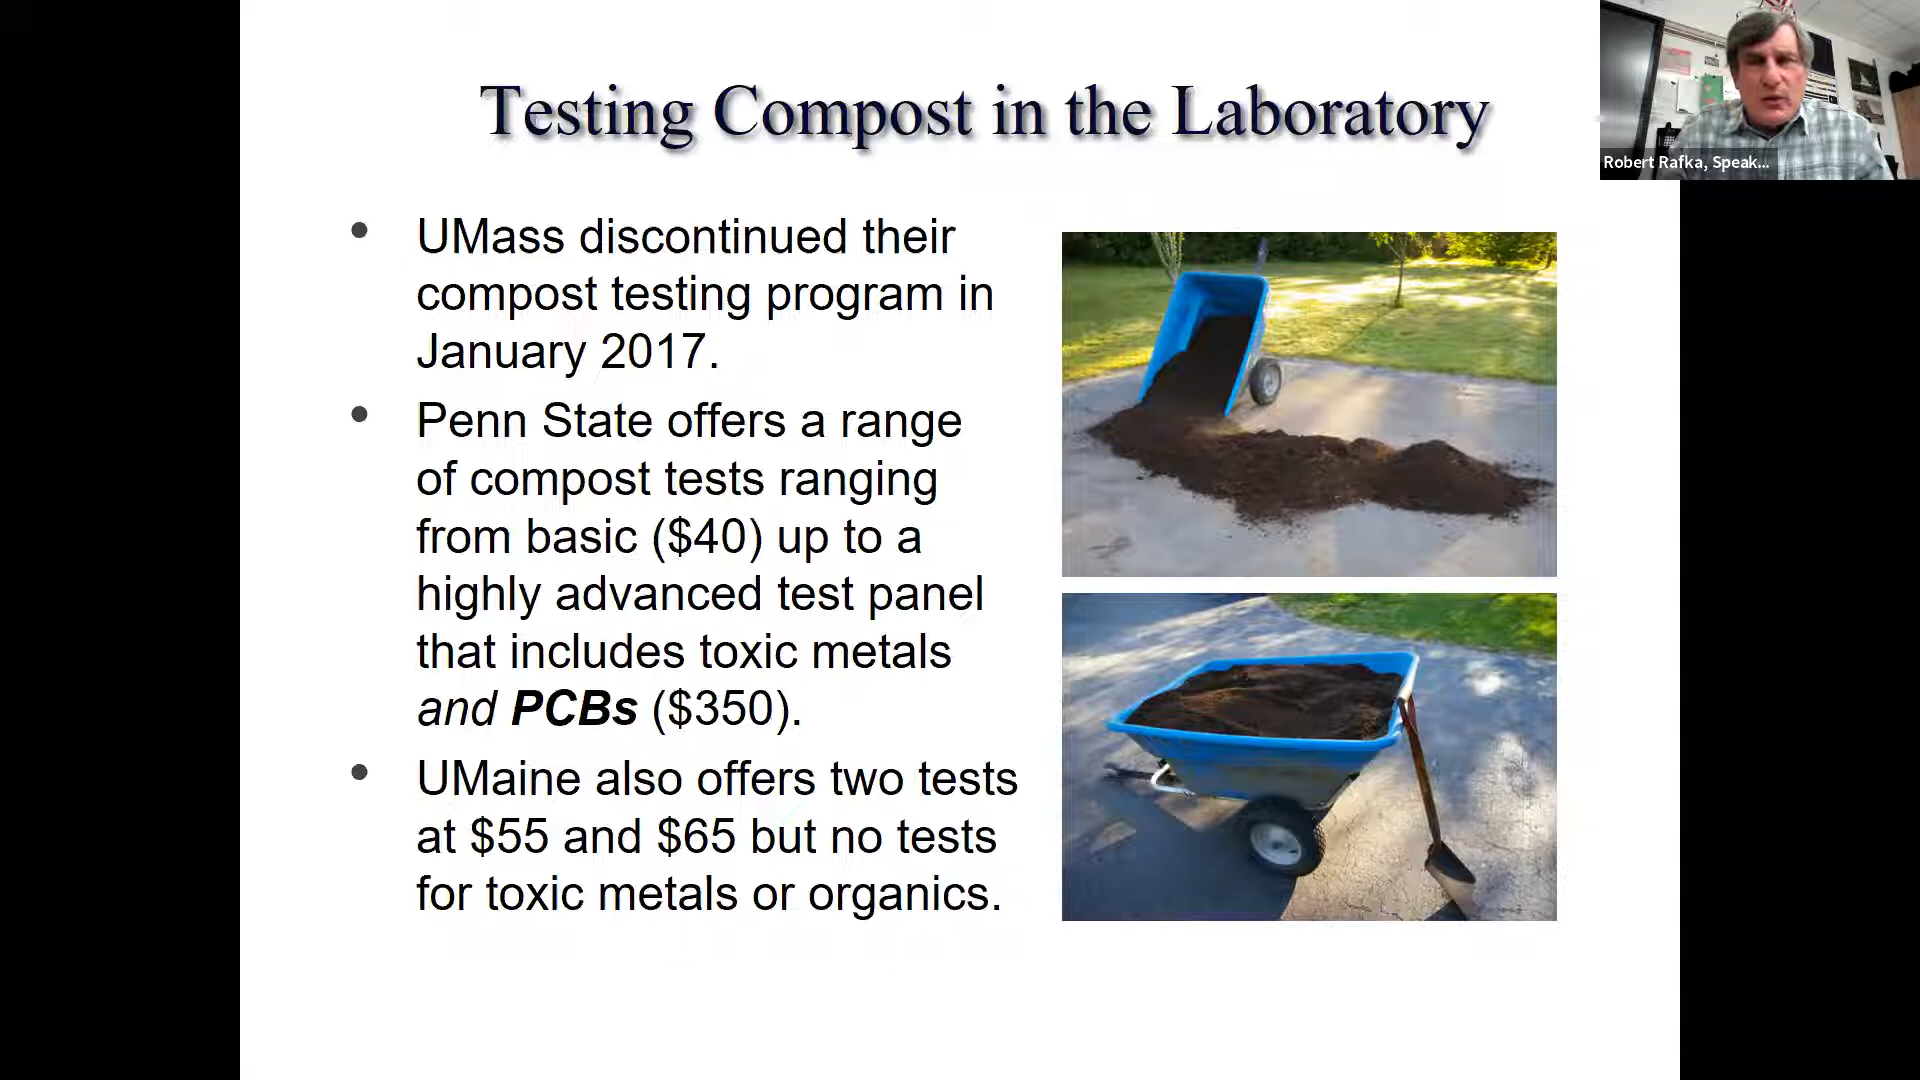 Testing Compost in the Laboratory
Robert Rafka, Speak...
• UMass discontinued their
compost testing program in
January 2017.
• Penn State offers a range
of compost tests ranging
from basic ($40) up to a
highly advanced test panel
that includes toxic metals
and PCBs ($350).
• UMaine also offers two tests
at $55 and $65 but no tests
for toxic metals or organics.